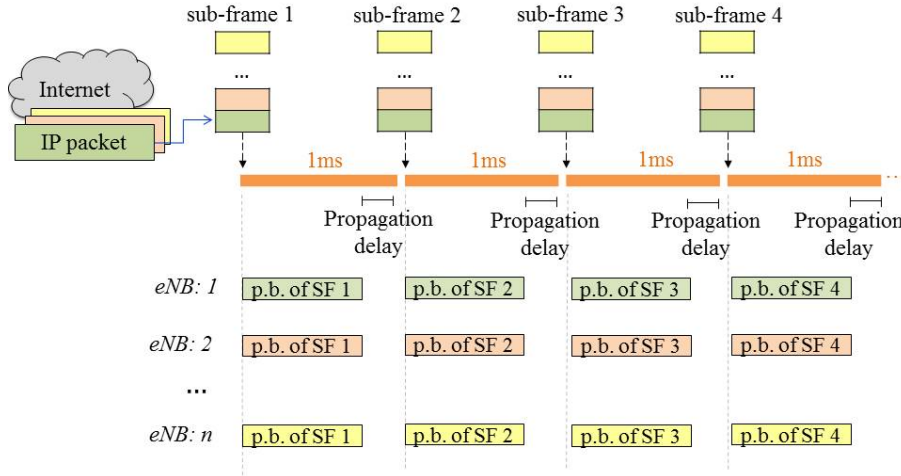 sub-frame 1 sub-frame 2 sub-frame 3 sub-frame 4
... ... ... ...
Internet
IP packet
1ms 1ms 1ms 1ms
...
Propagation delay Propagation delay Propagation delay Propagation delay
eNB: 1 p.b. of SF 1 p.b. of SF 2 p.b. of SF 3 p.b. of SF 4
eNB: 2 p.b. of SF 1 p.b. of SF 2 p.b. of SF 3 p.b. of SF 4
...
eNB: n p.b. of SF 1 p.b. of SF 2 p.b. of SF 3 p.b. of SF 4